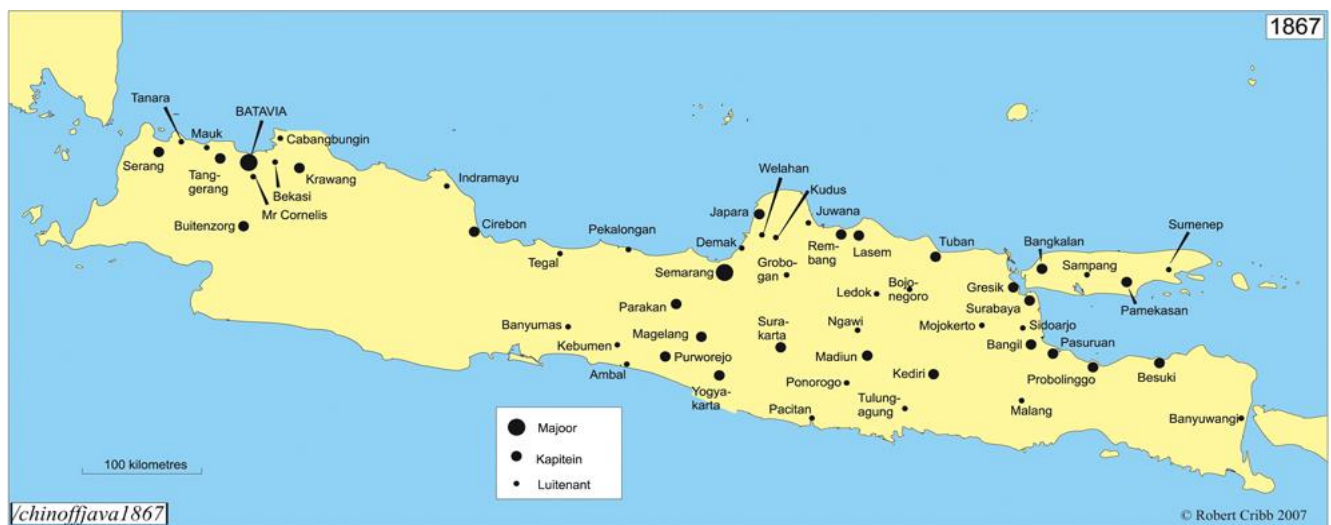 1867
Tanara
BATAVIA
Mauk
Cabangbungin
Serang
Tang-
gerang
Krawang
Bekasi
Mr Cornelis
Buitenzorg
Indramayu
Cirebon
Tegal
Pekalongan
Welahan
Kudus
Japara
Juwana
Demak
Rem-
bang
Lasem
Tuban
Semarang
Grobo-
gan
Bangkalan
Sumenep
Sampang
Gresik
Pamekasan
Surabaya
Ledok
Bojo-
negoro
Parakan
Banyumas
Magelang
Sura-
karta
Ngawi
Mojokerto
Sidoarjo
Kebumen
Purworejo
Madiun
Bangil
Pasuruan
Ambal
Yogya-
karta
Ponorogo
Kediri
Probolinggo
Besuki
Pacitan
Tulung-
agung
Malang
Banyuwangi
Majoor
Kapitein
Luitenant
100 kilometres
/chinoffjava1867
© Robert Cribb 2007